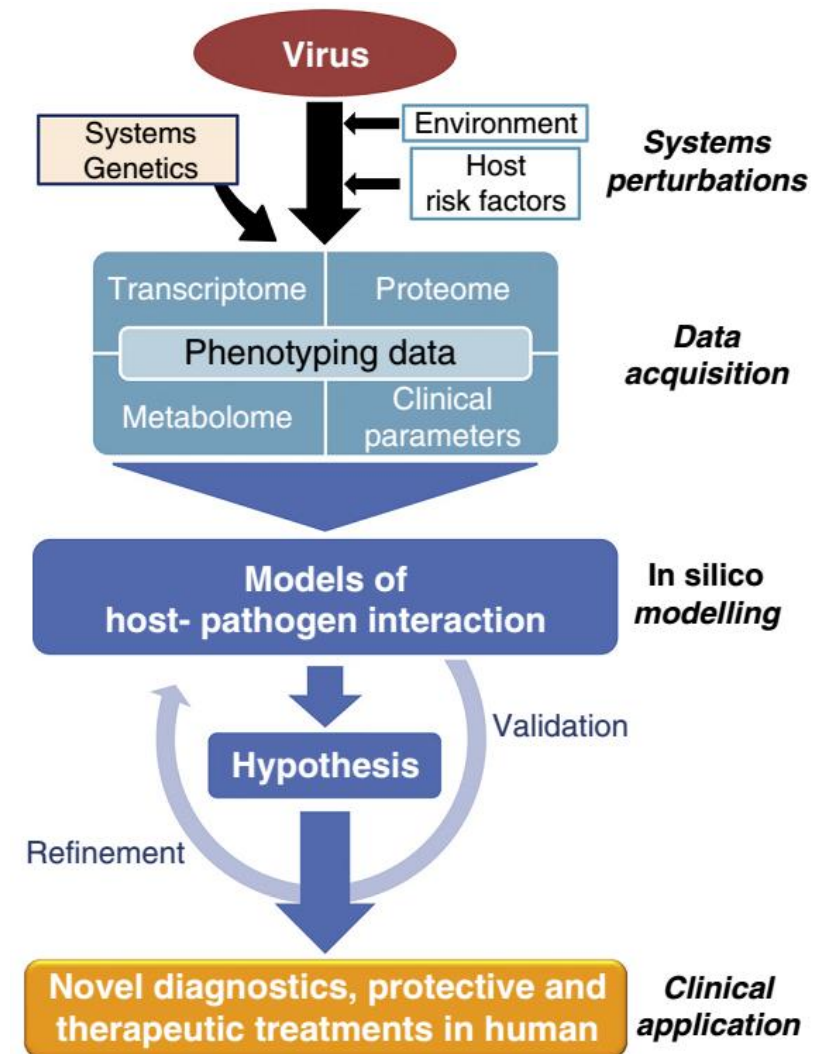 Virus
Systems
Genetics
Environment
Host
risk factors
Systems
perturbations
Transcriptome
Proteome
Phenotyping data
Metabolome
Clinical
parameters
Data
acquisition
Models of
host- pathogen interaction
In silico
modelling
Validation
Hypothesis
Refinement
Novel diagnostics, protective and
therapeutic treatments in human
Clinical
application